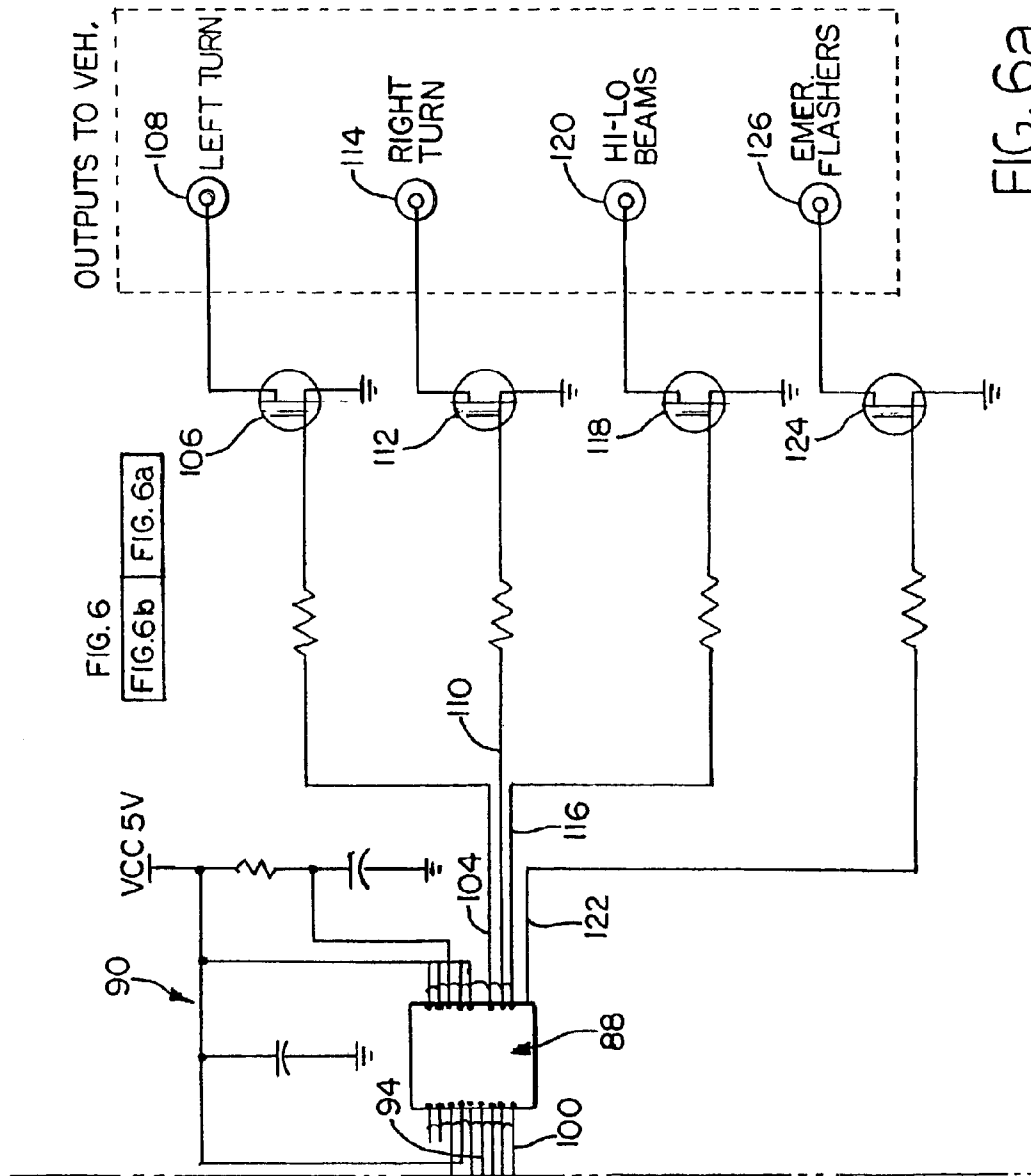 OUTPUTS TO VEH.
108
LEFT TURN
114
RIGHT
TURN
120
HI-LO
BEAMS
126
EMER.
FLASHERS
106
112
118
124
FIG. 6
FIG. 6b FIG. 6a
110
104
116
122
VCC 5V
90
88
94
100
FIG. 6a